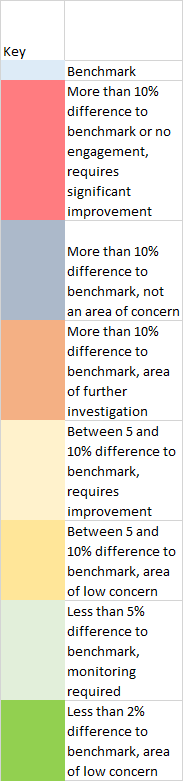 Key
Benchmark
More than 10%
difference to
benchmark or no
engagement,
requires
significant
improvement
More than 10%
difference to
benchmark, not
an area of concern
More than 10%
difference to
benchmark, area
of further
investigation
Between 5 and
10% difference to
benchmark,
requires
improvement
Between 5 and
10% difference to
benchmark, area
of low concern
Less than 5%
difference to
benchmark,
monitoring
required
Less than 2%
difference to
benchmark, area
of low concern